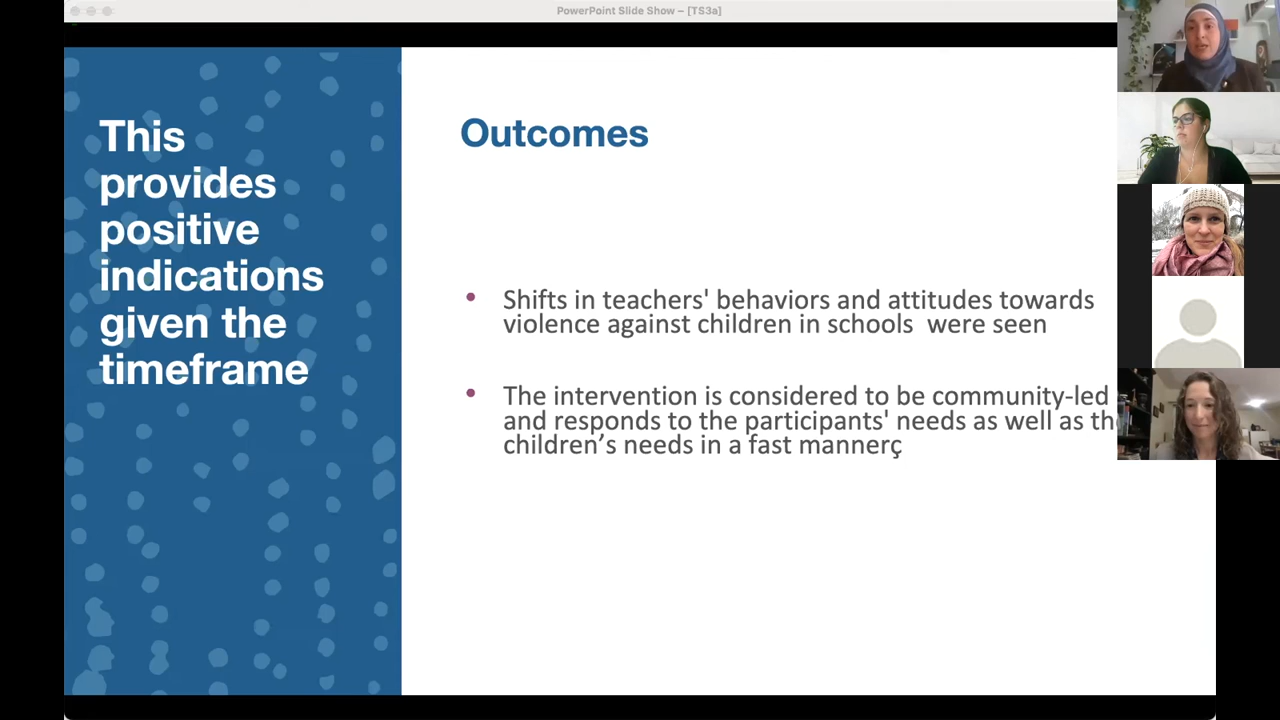 PowerPoint Slide Show – [TS3a]
This
provides
positive
indications
given the
timeframe
Outcomes
• Shifts in teachers' behaviors and attitudes towards
violence against children in schools  were seen
• The intervention is considered to be community-led
and responds to the participants' needs as well as the
children’s needs in a fast mannerç